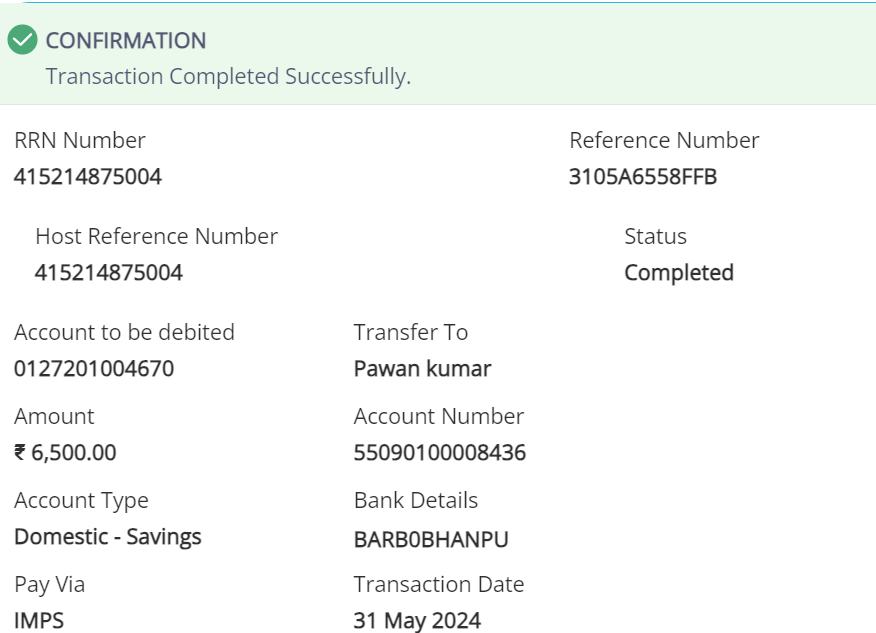 CONFIRMATION
Transaction Completed Successfully.
RRN Number Reference Number
415214875004 3105A6558FFB
Host Reference Number Status
415214875004 Completed
Account to be debited Transfer To
0127201004670 Pawan kumar
Amount Account Number
₹ 6,500.00 55090100008436
Account Type Bank Details
Domestic - Savings BARB0BHANPU
Pay Via Transaction Date
IMPS 31 May 2024